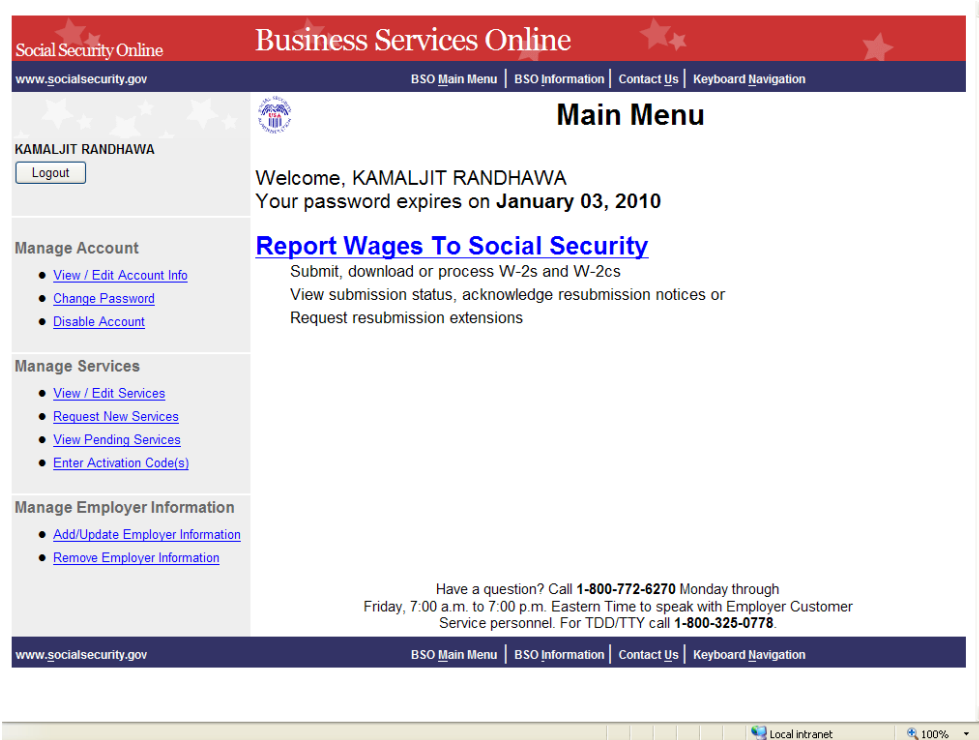 Social Security Online
Business Services Online
www.socialsecurity.gov
BSO Main Menu | BSO Information | Contact Us | Keyboard Navigation
KAMALJIT RANDHAWA
Logout
Manage Account
View / Edit Account Info
Change Password
Disable Account
Manage Services
View / Edit Services
Request New Services
View Pending Services
Enter Activation Code(s)
Manage Employer Information
Add/Update Employer Information
Remove Employer Information
Main Menu
Welcome, KAMALJIT RANDHAWA
Your password expires on January 03, 2010
Report Wages To Social Security
Submit, download or process W-2s and W-2cs
View submission status, acknowledge resubmission notices or
Request resubmission extensions
Have a question? Call 1-800-772-6270 Monday through
Friday, 7:00 a.m. to 7:00 p.m. Eastern Time to speak with Employer Customer
Service personnel. For TDD/TTY call 1-800-325-0778.
www.socialsecurity.gov
BSO Main Menu | BSO Information | Contact Us | Keyboard Navigation
Local intranet
100%